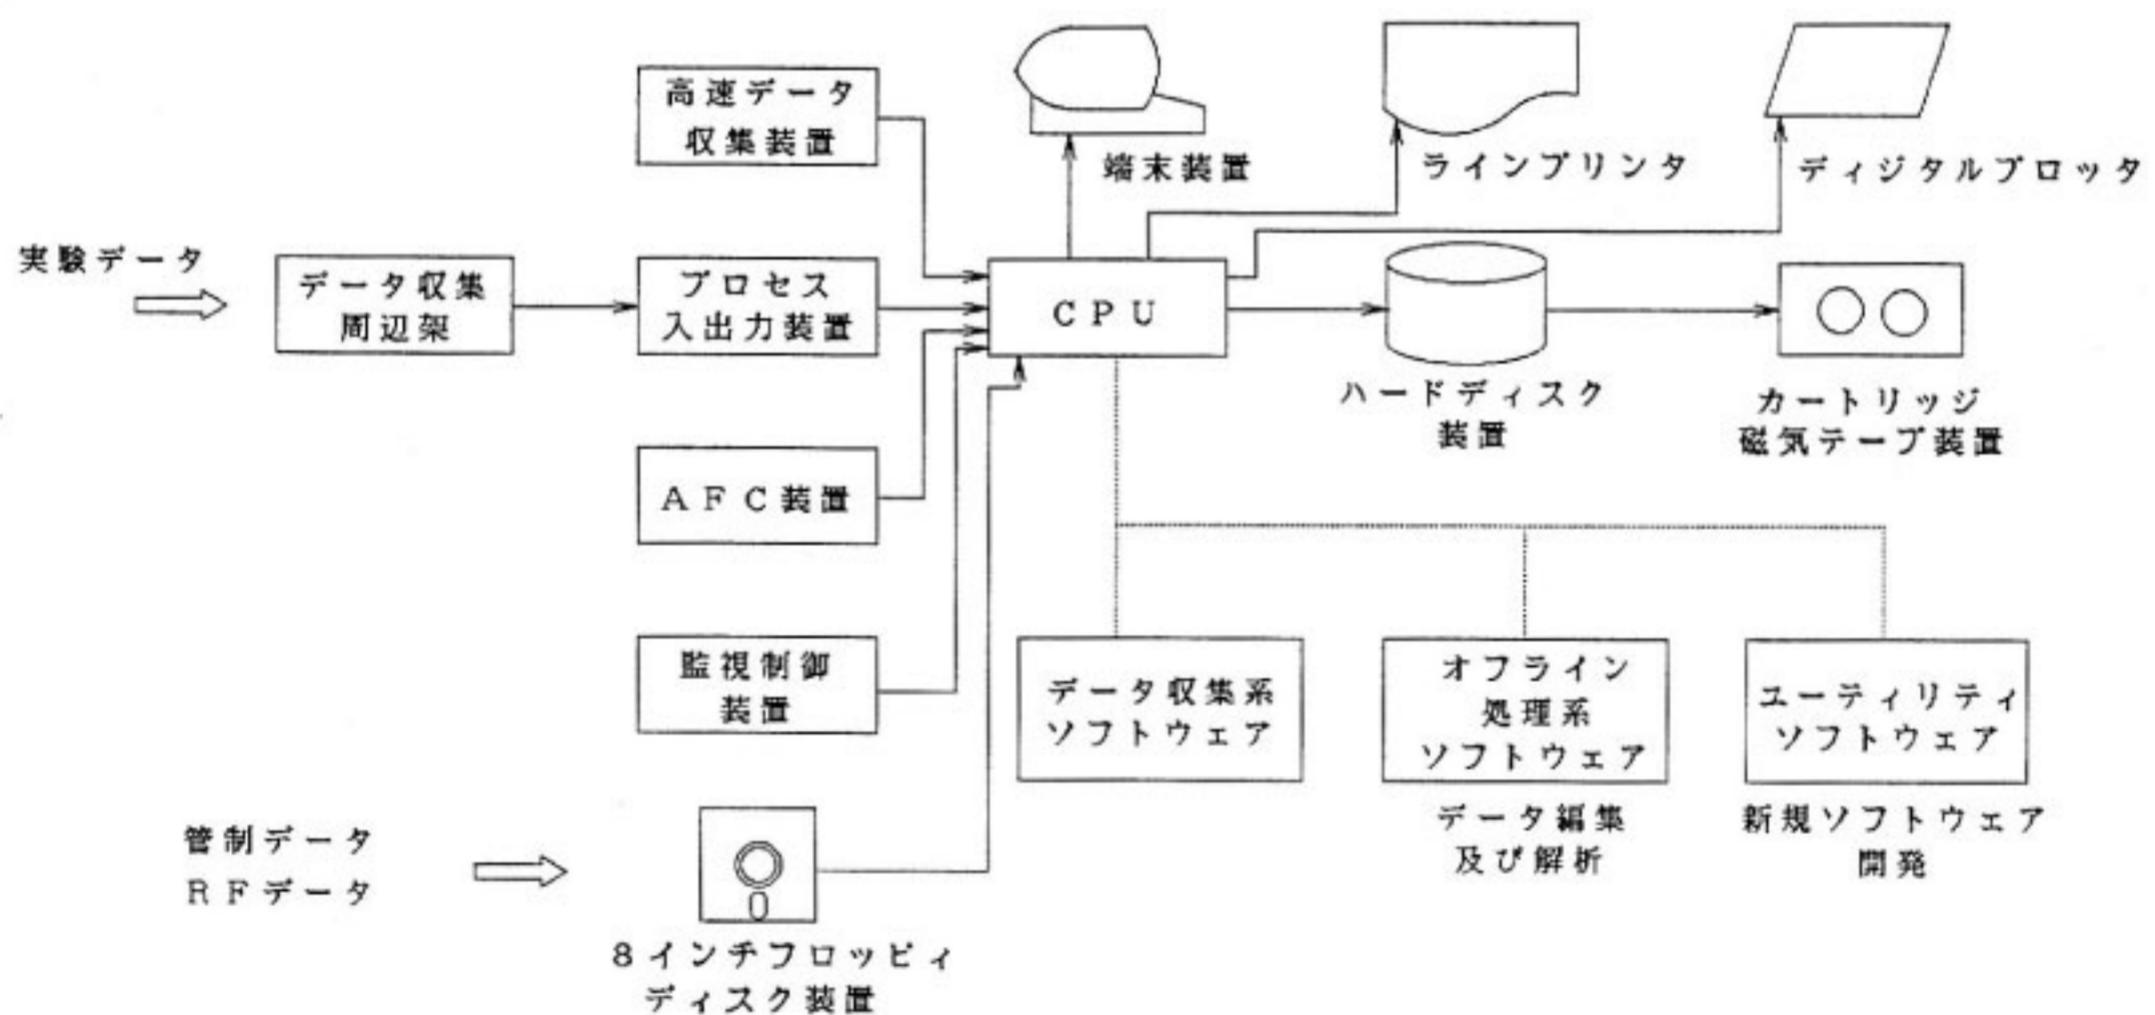 高速データ
収集装置
端末装置
ラインプリンタ
ディジタルプロッタ
実験データ
データ収集
周辺架
プロセス
入出力装置
CPU
ハードディスク
装置
カートリッジ
磁気テープ装置
AFC装置
監視制御
装置
データ収集系
ソフトウェア
オフライン
処理系
ソフトウェア
ユーティリティ
ソフトウェア
データ編集
及び解析
新規ソフトウェア
開発
管制データ
RFデータ
8インチフロッピィ
ディスク装置